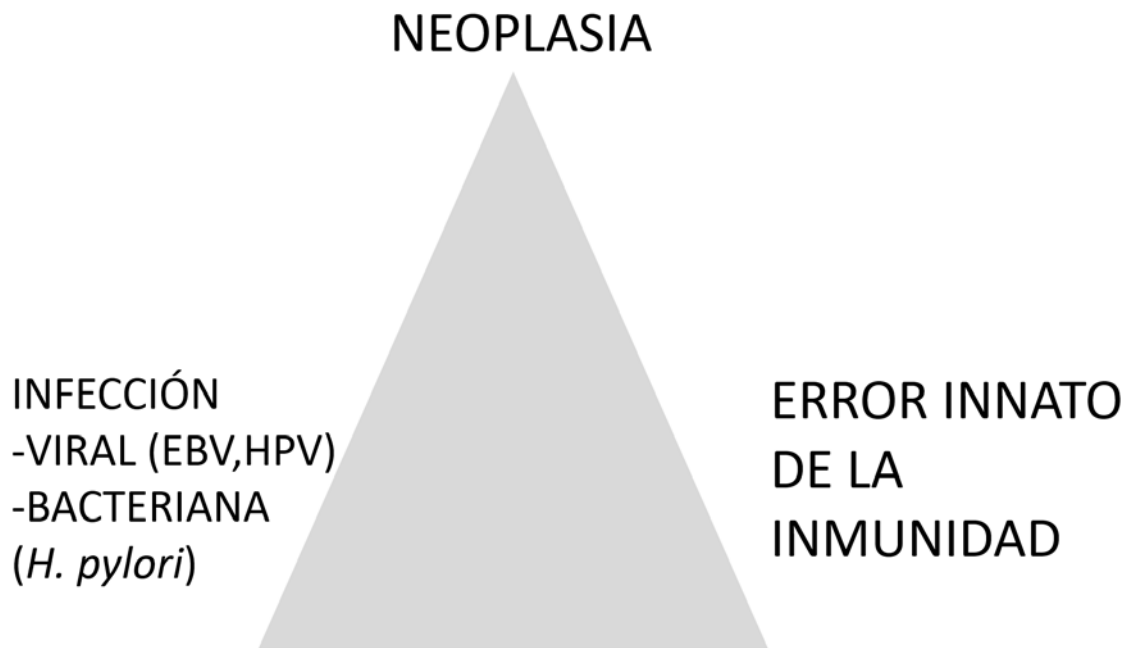 NEOPLASIA
INFECCIÓN
-VIRAL (EBV,HPV)
-BACTERIANA
(H. pylori)
ERROR INNATO
DE LA
INMUNIDAD